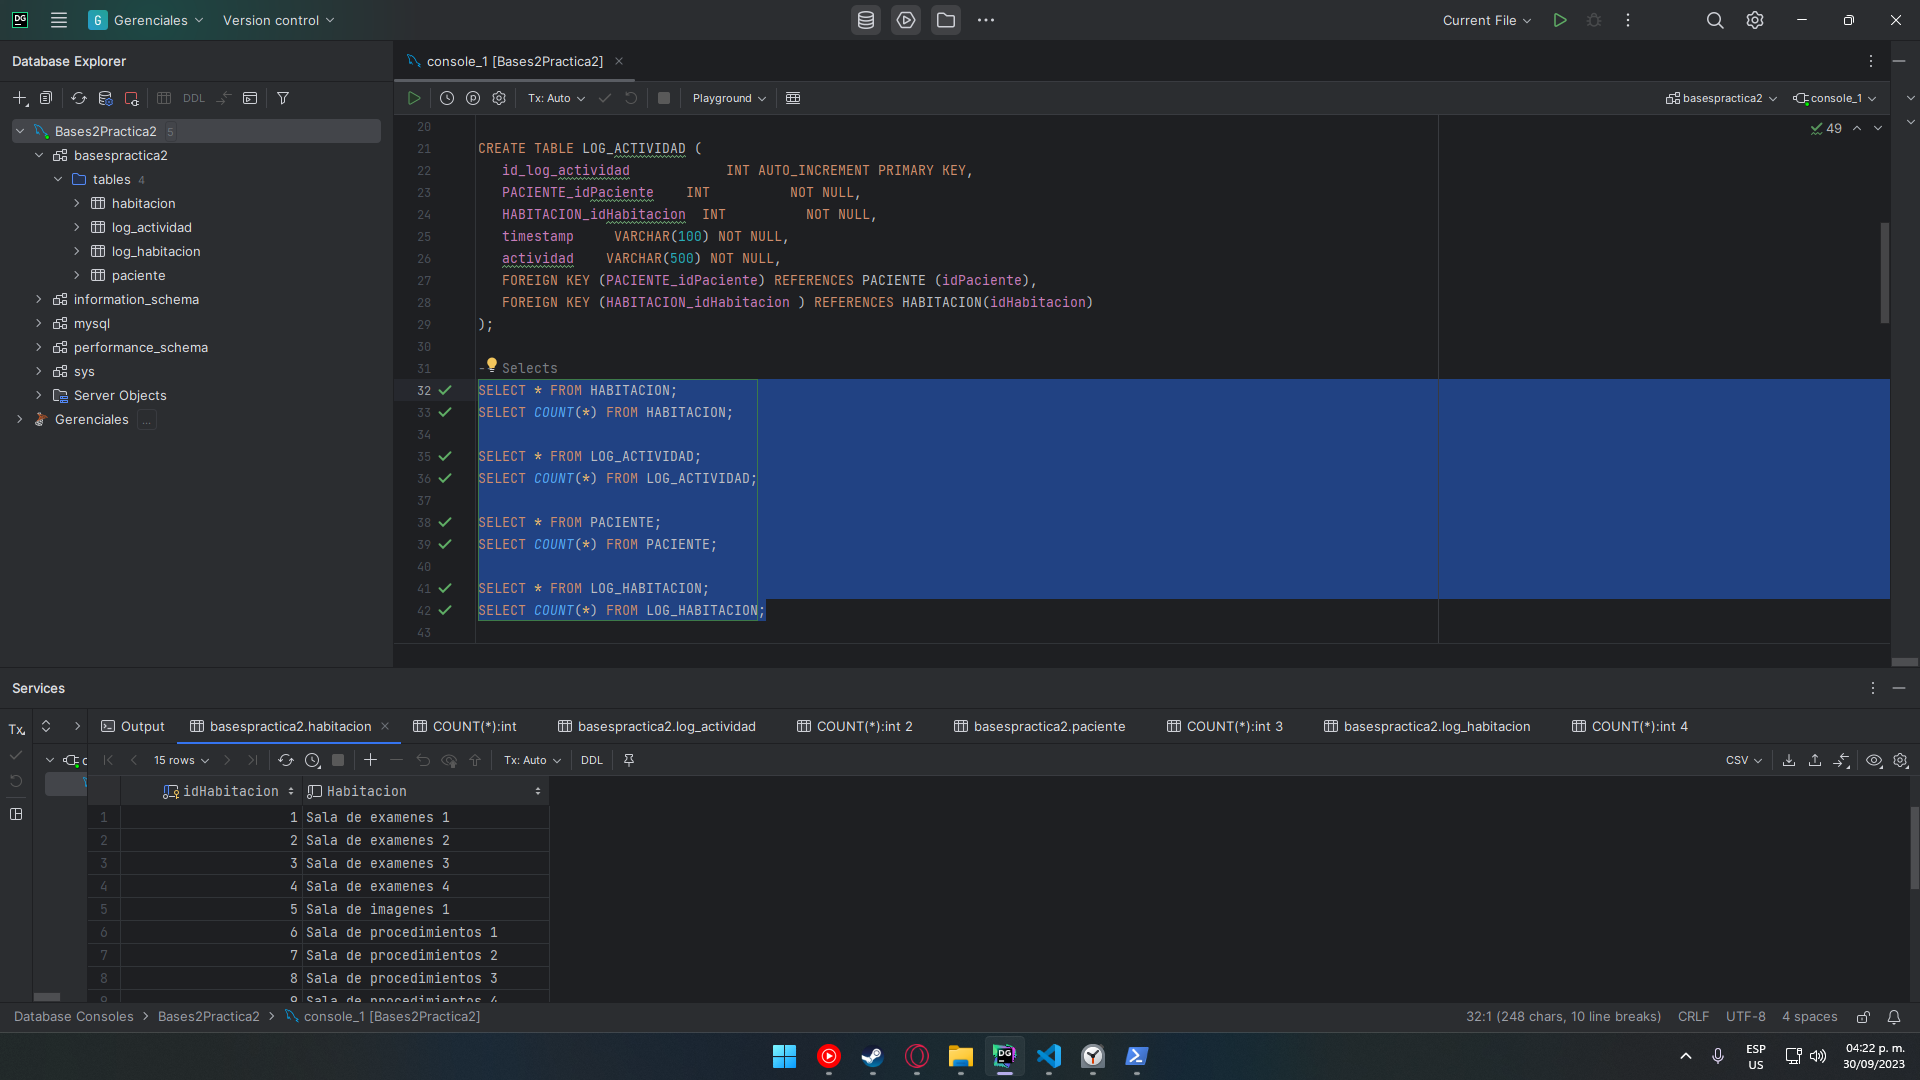 DG
G Gerenciales
Version control
Current File
Database Explorer
console_1 [Bases2Practica2]
DDL
Tx: Auto
Playground
basespractica2
console_1
Bases2Practica2 5
basespractica2
tables 4
habitacion
log_actividad
log_habitacion
paciente
information_schema
mysql
performance_schema
sys
Server Objects
Gerenciales ...
49
20
21 CREATE TABLE LOG_ACTIVIDAD (
22 id_log_actividad INT AUTO_INCREMENT PRIMARY KEY,
23 PACIENTE_idPaciente INT NOT NULL,
24 HABITACION_idHabitacion INT NOT NULL,
25 timestamp VARCHAR(100) NOT NULL,
26 actividad VARCHAR(500) NOT NULL,
27 FOREIGN KEY (PACIENTE_idPaciente) REFERENCES PACIENTE (idPaciente),
28 FOREIGN KEY (HABITACION_idHabitacion ) REFERENCES HABITACION(idHabitacion)
29 );
30
31 - Selects
32 SELECT * FROM HABITACION;
33 SELECT COUNT(*) FROM HABITACION;
34
35 SELECT * FROM LOG_ACTIVIDAD;
36 SELECT COUNT(*) FROM LOG_ACTIVIDAD;
37
38 SELECT * FROM PACIENTE;
39 SELECT COUNT(*) FROM PACIENTE;
40
41 SELECT * FROM LOG_HABITACION;
42 SELECT COUNT(*) FROM LOG_HABITACION;
43
Services
Tx
Output
basespractica2.habitacion
COUNT(*):int
basespractica2.log_actividad
COUNT(*):int 2
basespractica2.paciente
COUNT(*):int 3
basespractica2.log_habitacion
COUNT(*):int 4
15 rows
Tx: Auto
DDL
CSV
idHabitacion Habitacion
1 1 Sala de examenes 1
2 2 Sala de examenes 2
3 3 Sala de examenes 3
4 4 Sala de examenes 4
5 5 Sala de imagenes 1
6 6 Sala de procedimientos 1
7 7 Sala de procedimientos 2
8 8 Sala de procedimientos 3
9 9 Sala de procedimientos 4
Database Consoles > Bases2Practica2 > console_1 [Bases2Practica2]
32:1 (248 chars, 10 line breaks)
CRLF
UTF-8
4 spaces
DG
ESP
US
04:22 p. m.
30/09/2023